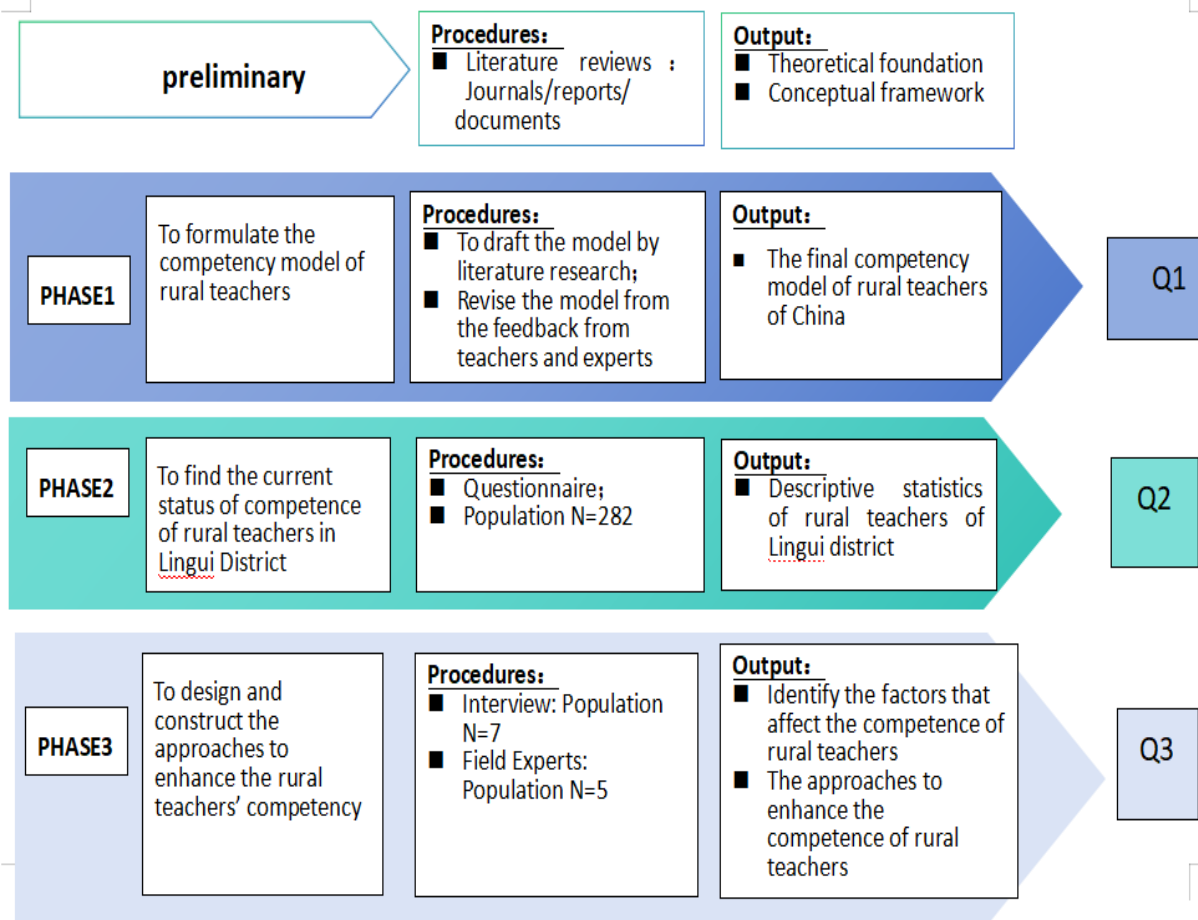 preliminary
Procedures：
■ Literature reviews ：
Journals/reports/
documents
Output：
■ Theoretical foundation
■ Conceptual framework
PHASE1
To formulate the
competency model of
rural teachers
Procedures：
■ To draft the model by
literature research；
■ Revise the model from
the feedback from
teachers and experts
Output：
■ The final competency
model of rural teachers
of China
Q1
PHASE2
To find the current
status of competence
of rural teachers in
Lingui District
Procedures：
■ Questionnaire；
■ Population N=282
Output：
■ Descriptive statistics
of rural teachers of
Lingui district
Q2
PHASE3
To design and
construct the
approaches to
enhance the rural
teachers’ competency
Procedures：
■ Interview: Population
N=7
■ Field Experts:
Population N=5
Output：
■ Identify the factors that
affect the competence of
rural teachers
■ The approaches to
enhance the
competence of rural
teachers
Q3